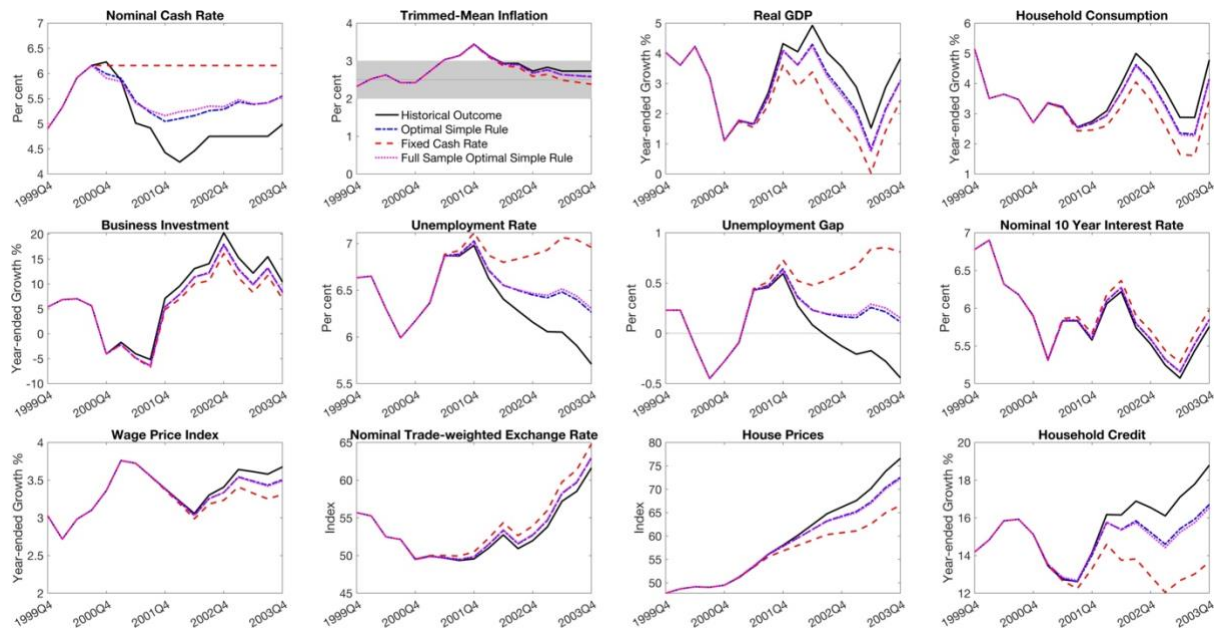 Nominal Cash Rate
Per cent
7
6.5
6
5.5
5
4.5
4
1999Q4
2000Q4
2001Q4
2002Q4
2003Q4
Trimmed-Mean Inflation
Per cent
5
4
3
2
1
0
Historical Outcome
Optimal Simple Rule
Fixed Cash Rate
Full Sample Optimal Simple Rule
1999Q4
2000Q4
2001Q4
2002Q4
2003Q4
Real GDP
Year-ended Growth %
5
4
3
2
1
0
1999Q4
2000Q4
2001Q4
2002Q4
2003Q4
Household Consumption
Year-ended Growth %
6
5
4
3
2
1
1999Q4
2000Q4
2001Q4
2002Q4
2003Q4
Business Investment
Year-ended Growth %
20
15
10
5
0
-5
-10
1999Q4
2000Q4
2001Q4
2002Q4
2003Q4
Unemployment Rate
Per cent
7
6.5
6
5.5
1999Q4
2000Q4
2001Q4
2002Q4
2003Q4
Unemployment Gap
Per cent
1
0.5
0
-0.5
1999Q4
2000Q4
2001Q4
2002Q4
2003Q4
Nominal 10 Year Interest Rate
Per cent
7
6.5
6
5.5
5
1999Q4
2000Q4
2001Q4
2002Q4
2003Q4
Wage Price Index
Year-ended Growth %
4
3.5
3
2.5
2
1999Q4
2000Q4
2001Q4
2002Q4
2003Q4
Nominal Trade-weighted Exchange Rate
Index
65
60
55
50
45
1999Q4
2000Q4
2001Q4
2002Q4
2003Q4
House Prices
Index
80
75
70
65
60
55
50
1999Q4
2000Q4
2001Q4
2002Q4
2003Q4
Household Credit
Year-ended Growth %
20
18
16
14
12
1999Q4
2000Q4
2001Q4
2002Q4
2003Q4